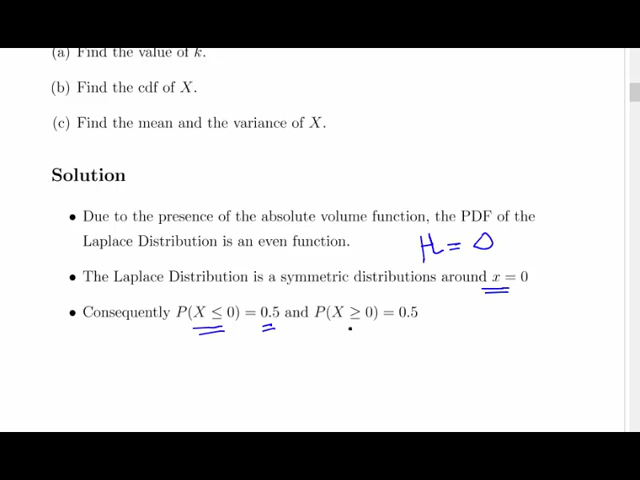 (a) Find the value of k.
(b) Find the cdf of X.
(c) Find the mean and the variance of X.
Solution
• Due to the presence of the absolute volume function, the PDF of the
Laplace Distribution is an even function.
μ = 0
• The Laplace Distribution is a symmetric distributions around x = 0
• Consequently P(X ≤ 0) = 0.5 and P(X ≥ 0) = 0.5